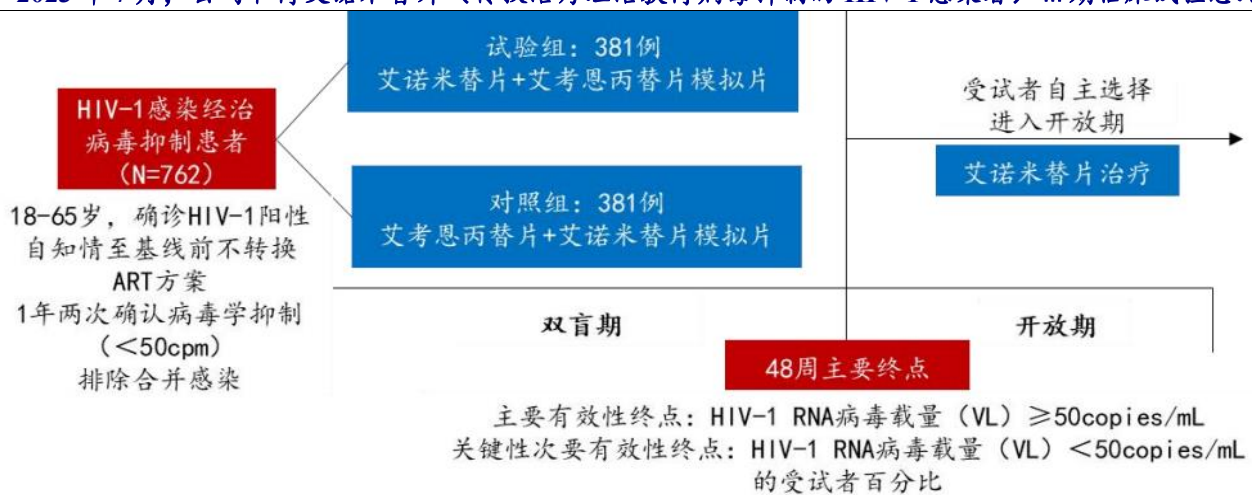 试验组：381例
艾诺米替片+艾考恩丙替片模拟片
HIV-1感染经治
病毒抑制患者
（N=762）
18-65岁，确诊HIV-1阳性
自知情至基线前不转换
ART方案
1年两次确认病毒学抑制
（＜50cpm）
排除合并感染
对照组：381例
艾考恩丙替片+艾诺米替片模拟片
受试者自主选择
进入开放期
艾诺米替片治疗
双盲期
开放期
48周主要终点
主要有效性终点：HIV-1 RNA病毒载量（VL）≥50copies/mL
关键性次要有效性终点：HIV-1 RNA病毒载量（VL）＜50copies/mL
的受试者百分比